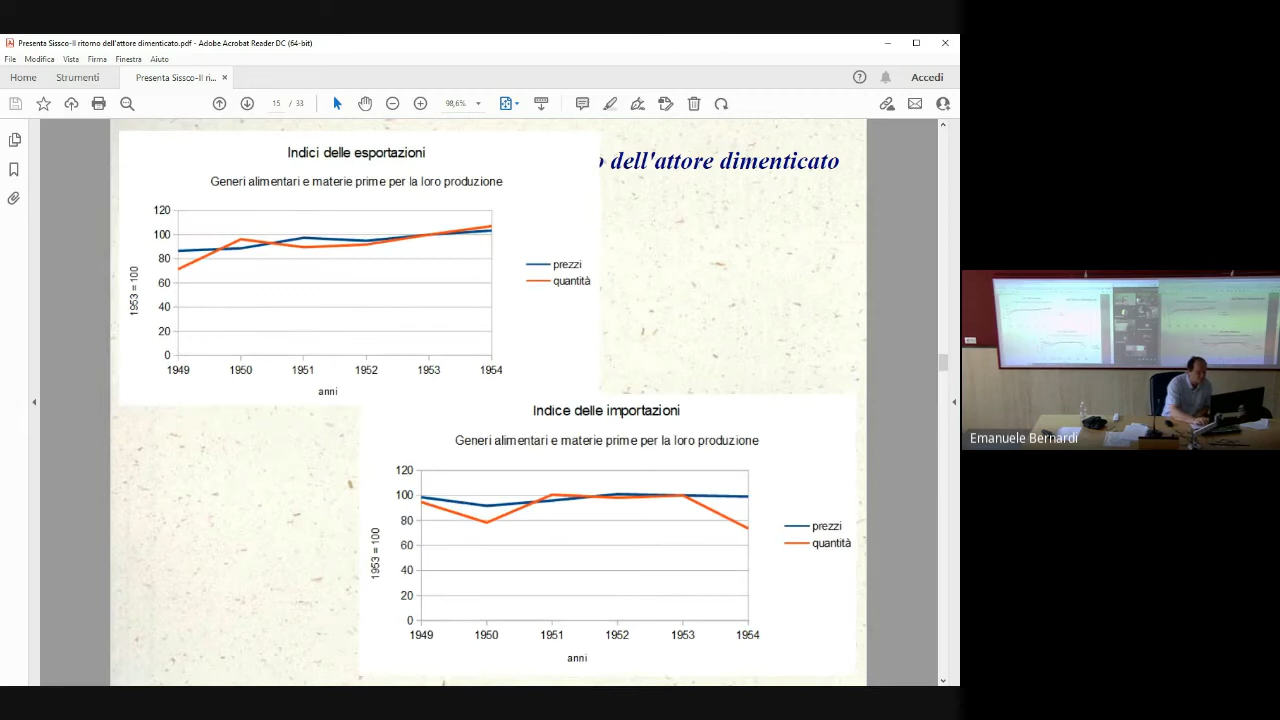 Presenta Sissco-Il ritorno dell'attore dimenticato.pdf - Adobe Acrobat Reader DC (64-bit)
File Modifica Vista Firma Finestra Aiuto
Home Strumenti Presenta Sissco-Il ri... × Accedi
15 / 33 98,6%
dell'attore dimenticato
Indici delle esportazioni
Generi alimentari e materie prime per la loro produzione
120
100
80
60
40
20
0
1953 = 100
1949 1950 1951 1952 1953 1954
anni
prezzi
quantità
Indice delle importazioni
Generi alimentari e materie prime per la loro produzione
120
100
80
60
40
20
0
1953 = 100
1949 1950 1951 1952 1953 1954
anni
prezzi
quantità
Emanuele Bernardi